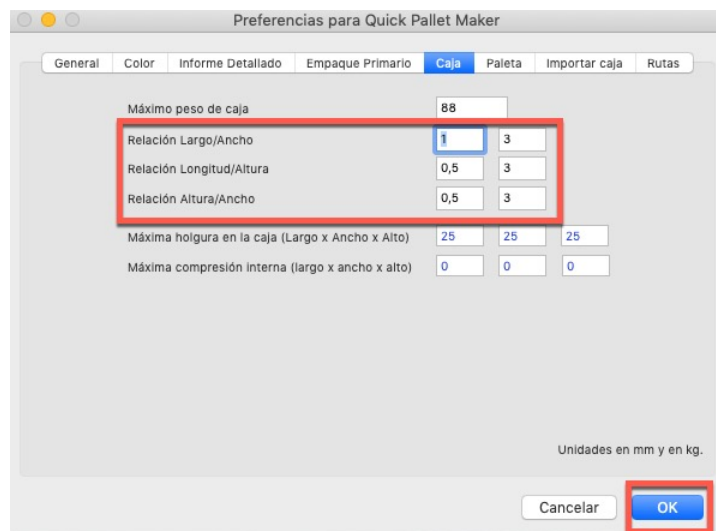 Preferencias para Quick Pallet Maker
General Color Informe Detallado Empaque Primario Caja Paleta Importar caja Rutas
Máximo peso de caja 88
Relación Largo/Ancho 1 3
Relación Longitud/Altura 0,5 3
Relación Altura/Ancho 0,5 3
Máxima holgura en la caja (Largo x Ancho x Alto) 25 25 25
Máxima compresión interna (largo x ancho x alto) 0 0 0
Unidades en mm y en kg.
Cancelar OK